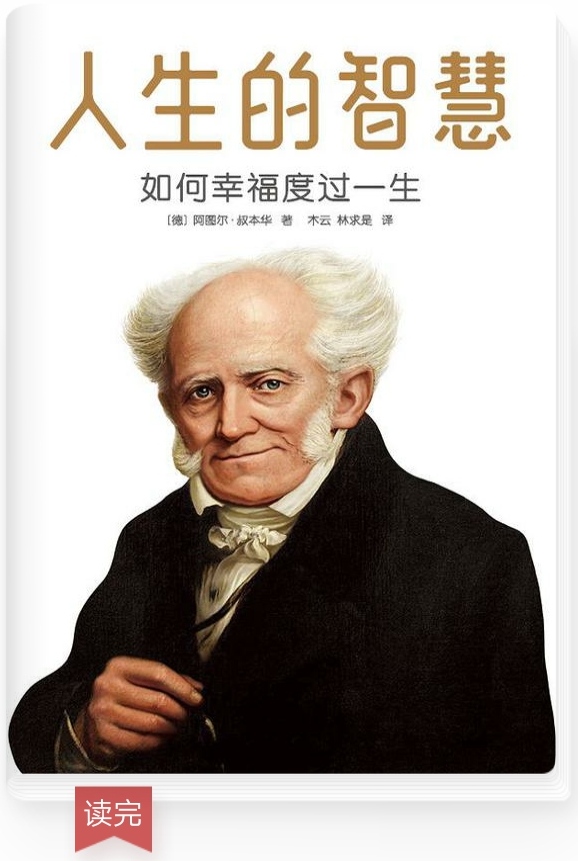 人生的智慧
如何幸福度过一生
[德] 阿图尔·叔本华 著 木云 林求是 译
读完